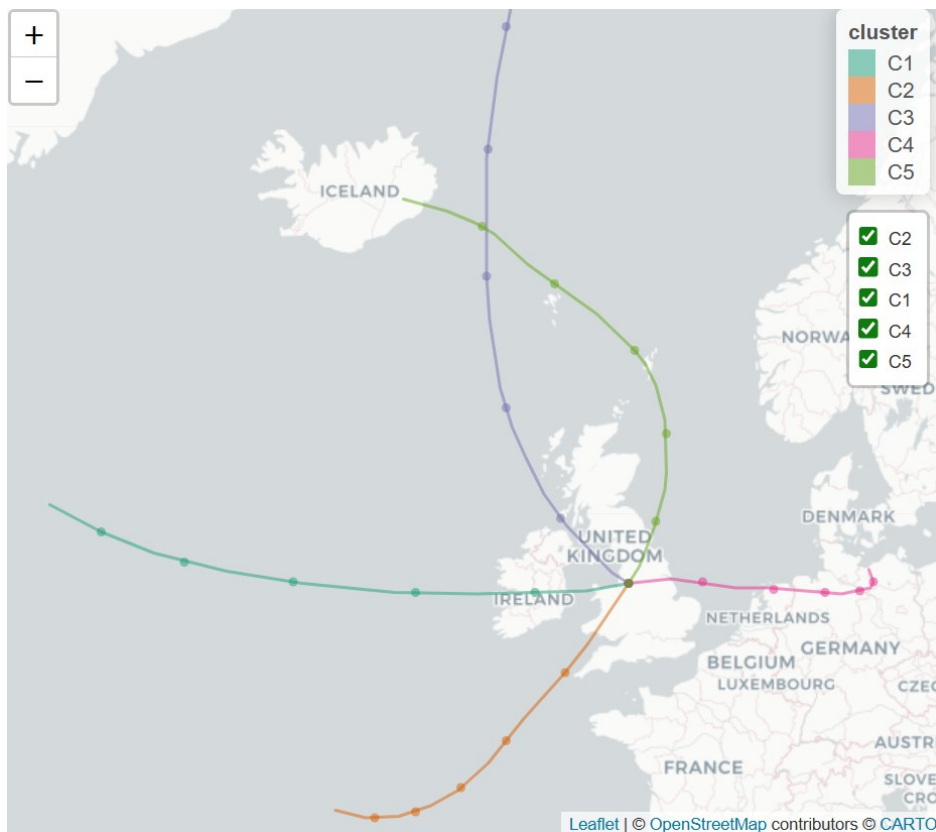 +
−
cluster
C1
C2
C3
C4
C5
ICELAND
C2
C3
C1
C4
C5
NORWA
SWED
DENMARK
UNITED
KINGDOM
IRELAND
NETHERLANDS
GERMANY
BELGIUM
LUXEMBOURG
CZEC
AUSTRI
FRANCE
SLOVE
CRO
Leaflet | © OpenStreetMap contributors © CARTO